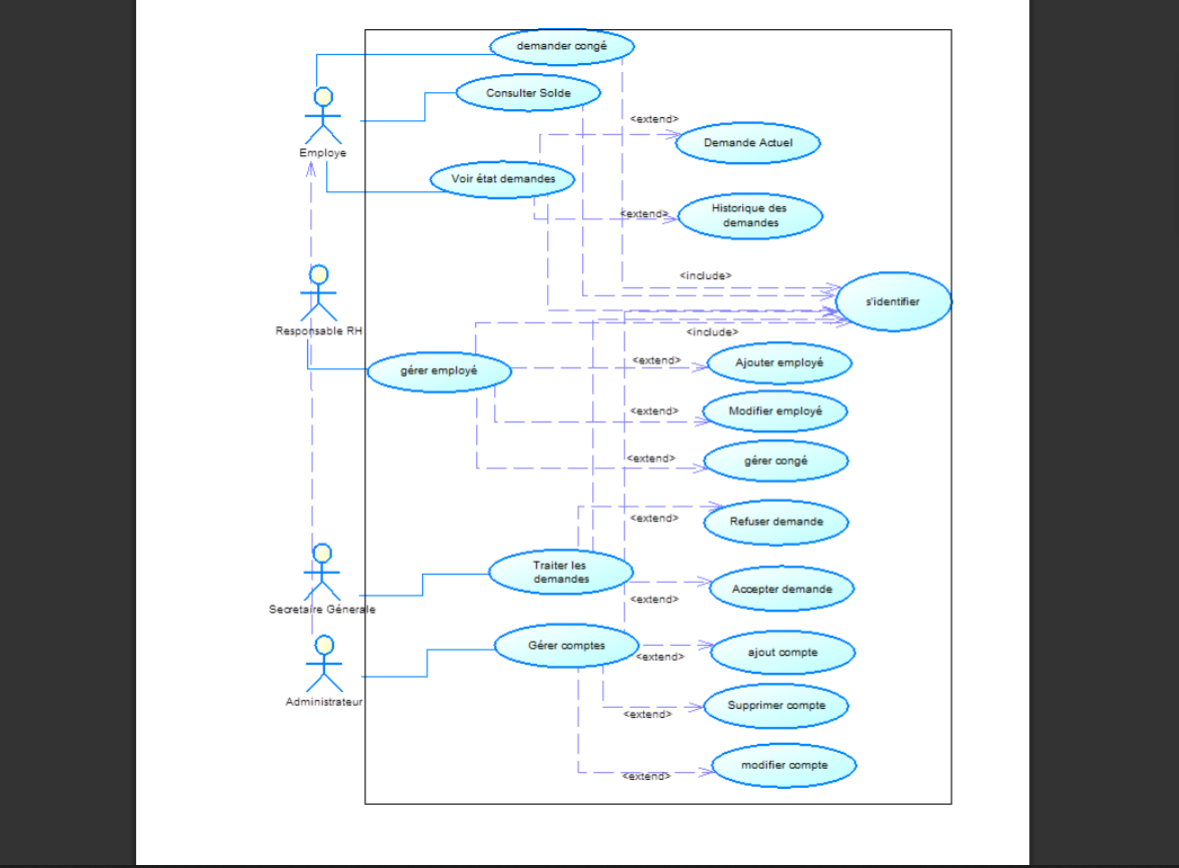 demander congé
Consulter Solde
<extend>
Demande Actuel
Employe
Voir état demandes
<extend>
Historique des
demandes
<include>
s'identifier
Responsable RH
<include>
<extend>
Ajouter employé
gérer employé
<extend>
Modifier employé
<extend>
gérer congé
<extend>
Refuser demande
Traiter les
demandes
Accepter demande
<extend>
Secretaire Génerale
Gérer comptes
<extend>
ajout compte
Administrateur
Supprimer compte
<extend>
modifier compte
<extend>